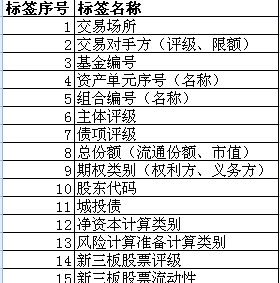 标签序号 标签名称
1 交易场所
2 交易对手方（评级、限额）
3 基金编号
4 资产单元序号（名称）
5 组合编号（名称）
6 主体评级
7 债项评级
8 总份额（流通份额、市值）
9 期权类别（权利方、义务方）
10 股东代码
11 城投债
12 净资本计算类别
13 风险计算准备计算类别
14 新三板股票评级
15 新三板股票流动性